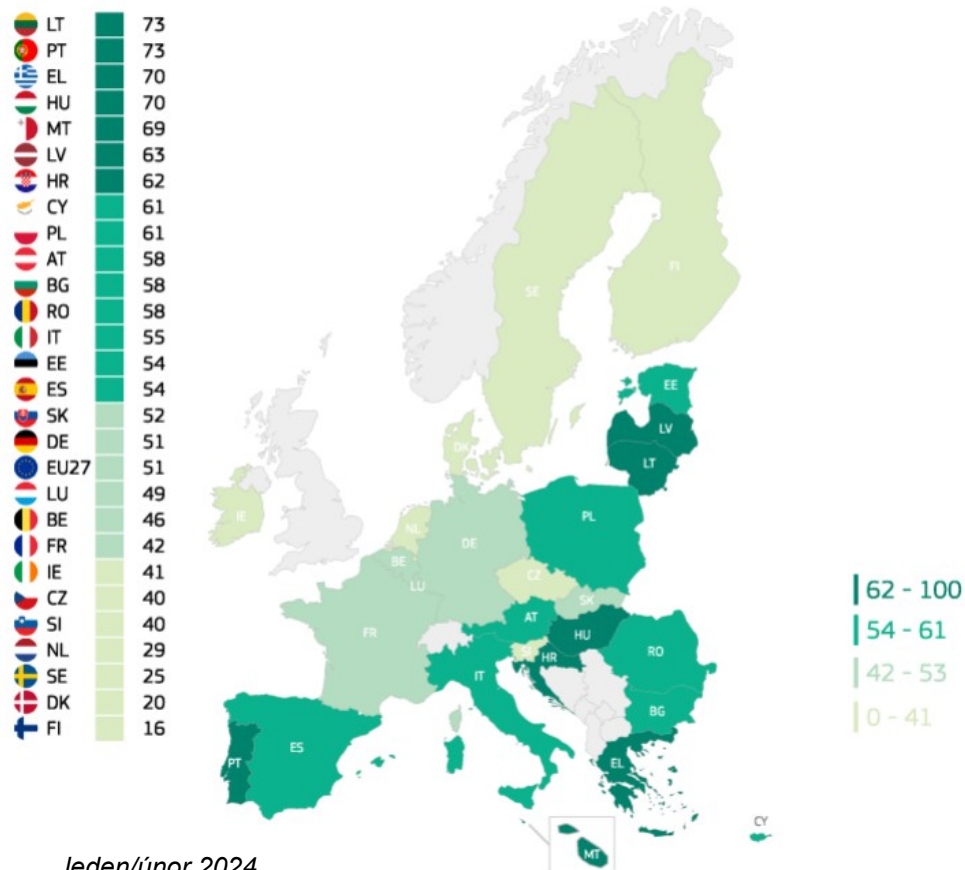 LT 73
PT 73
EL 70
HU 70
MT 69
LV 63
HR 62
CY 61
PL 61
AT 58
BG 58
RO 58
IT 55
EE 54
ES 54
SK 52
DE 51
EU27 51
LU 49
BE 46
FR 42
IE 41
CZ 40
SI 40
NL 29
SE 25
DK 20
FI 16
FI
SE
EE
LV
LT
DK
IE
NL
PL
DE
BE
LU
CZ
SK
AT
HU
FR
SI
HR
RO
IT
BG
ES
PT
EL
CY
MT
62 - 100
54 - 61
42 - 53
0 - 41
leden/únor 2024